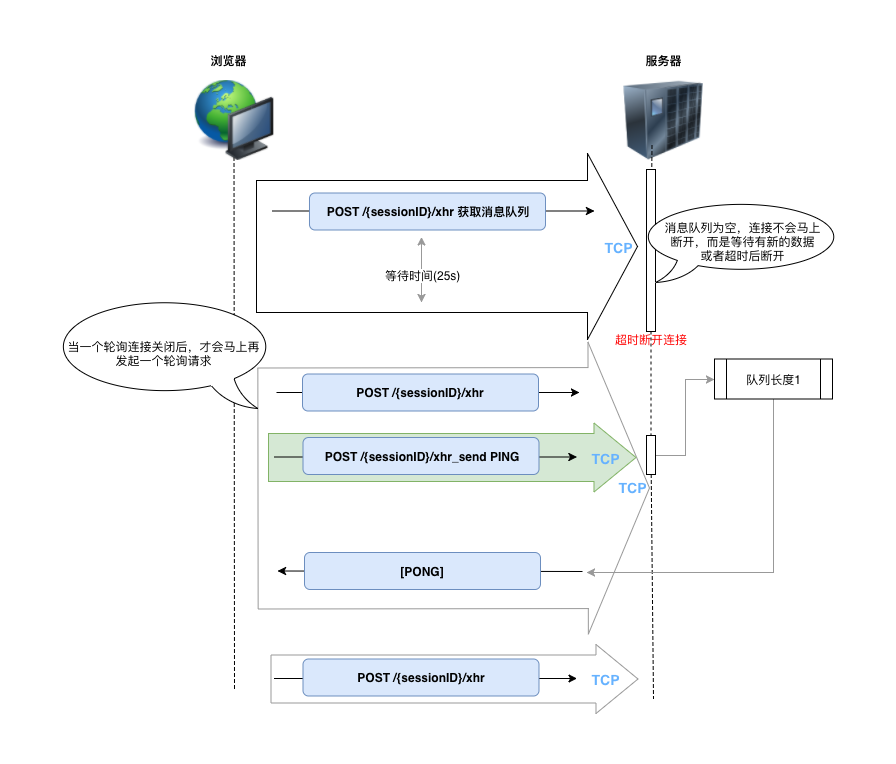 浏览器
服务器
POST /{sessionID}/xhr 获取消息队列
TCP
消息队列为空，连接不会马上
断开，而是等待有新的数据
或者超时后断开
等待时间(25s)
超时断开连接
当一个轮询连接关闭后，才会马上再
发起一个轮询请求
POST /{sessionID}/xhr
队列长度1
POST /{sessionID}/xhr_send PING
TCP
TCP
[PONG]
POST /{sessionID}/xhr
TCP